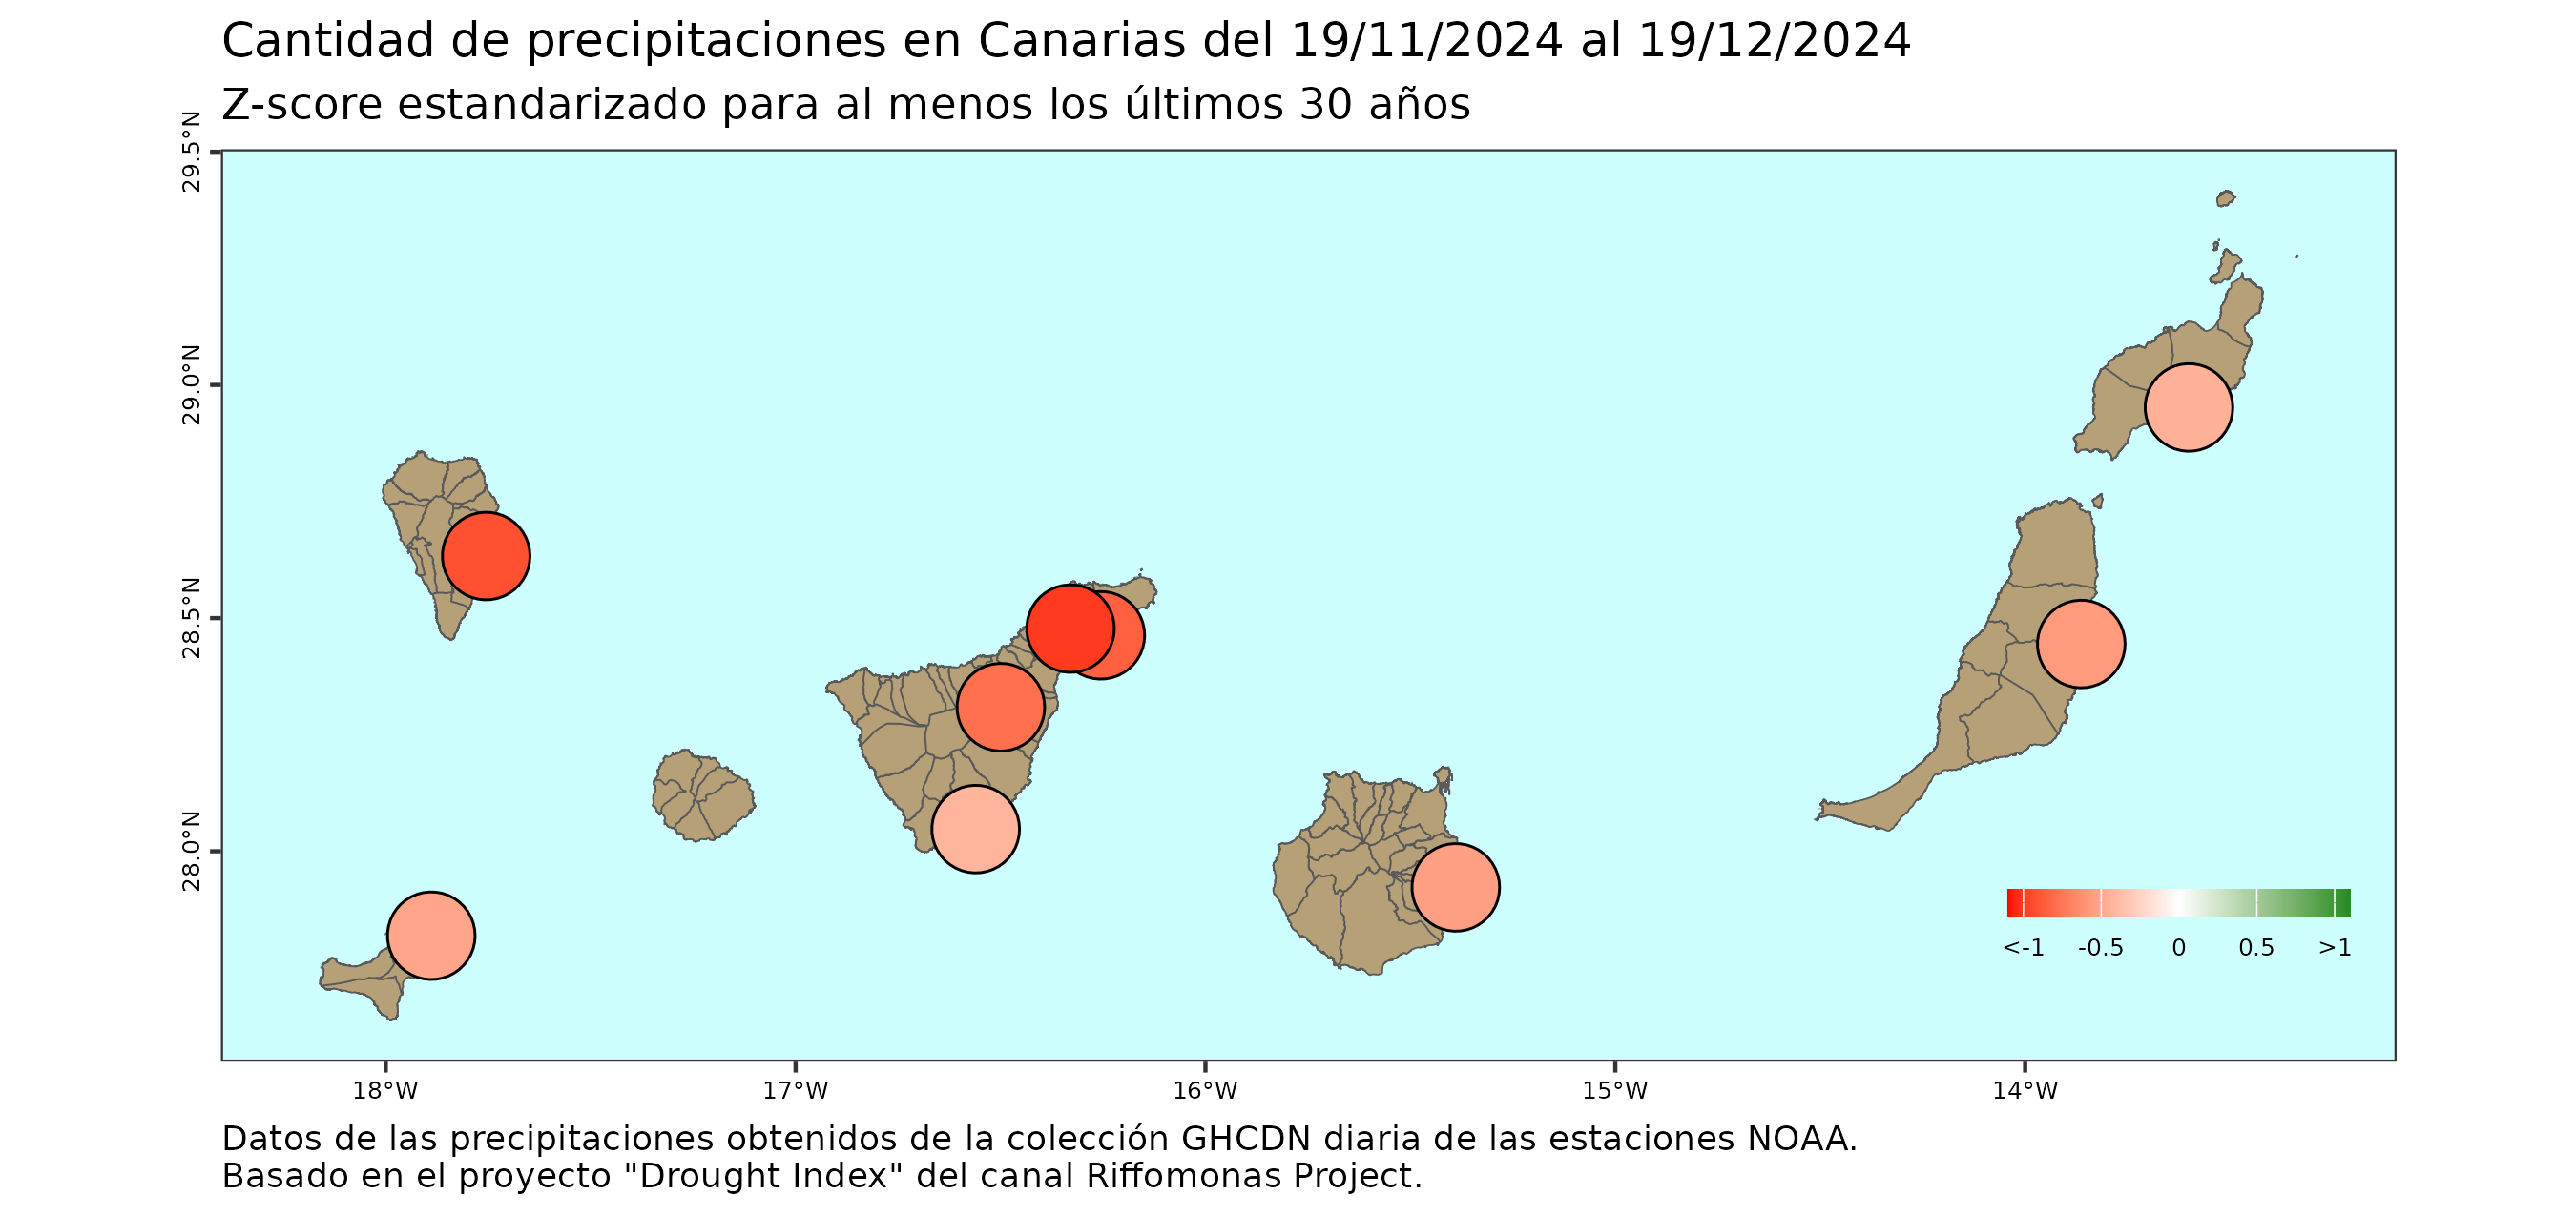 Cantidad de precipitaciones en Canarias del 19/11/2024 al 19/12/2024
Z-score estandarizado para al menos los últimos 30 años
29.5°N
29.0°N
28.5°N
28.0°N
<-1 -0.5 0 0.5 >1
18°W 17°W 16°W 15°W 14°W
Datos de las precipitaciones obtenidos de la colección GHCDN diaria de las estaciones NOAA.
Basado en el proyecto "Drought Index" del canal Riffomonas Project.